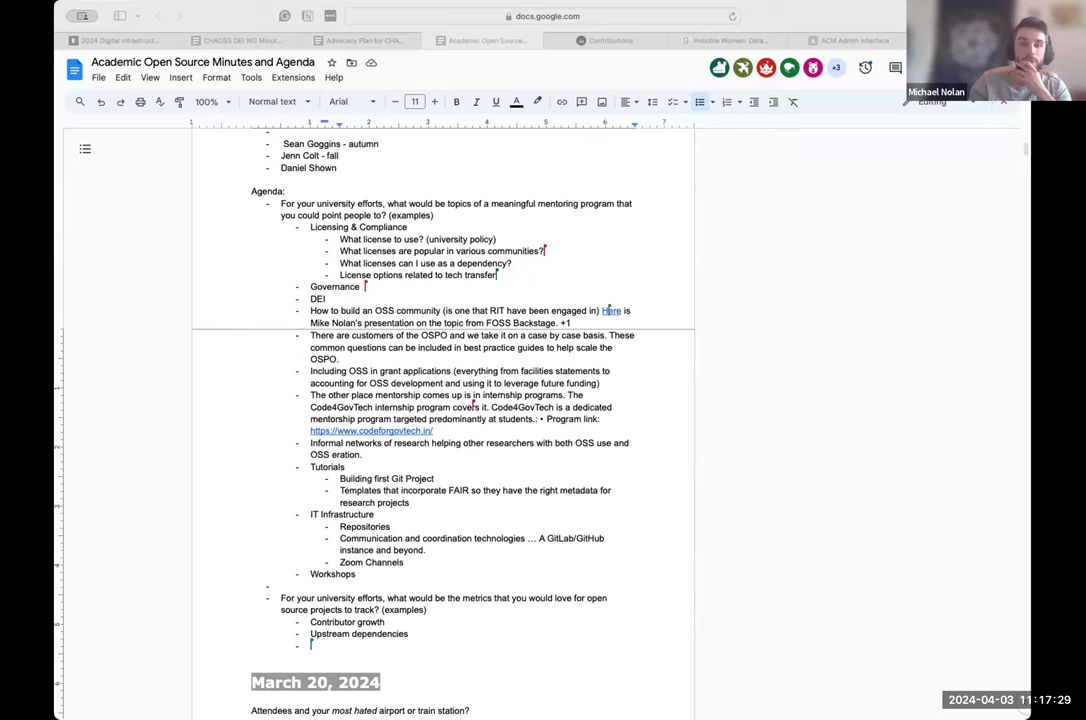 docs.google.com
2024 Digital Infrastruct...
CHAOSS DEI WG Minut...
Advocacy Plan for CHA...
Academic Open Source...
Contributions
Invisible Women: Data...
ACM Admin Interface
Michael Nolan
Academic Open Source Minutes and Agenda
+3
File Edit View Insert Format Tools Extensions Help
100% Normal text Arial 11 B I U A Editing
1 1 2 3 4 5 6 7
Sean Goggins - autumn
Jenn Colt - fall
Daniel Shown
Agenda:
- For your university efforts, what would be topics of a meaningful mentoring program that
you could point people to? (examples)
- Licensing & Compliance
- What license to use? (university policy)
- What licenses are popular in various communities?
- What licenses can I use as a dependency?
- License options related to tech transfer
- Governance
- DEI
- How to build an OSS community (is one that RIT have been engaged in) Here is
Mike Nolan's presentation on the topic from FOSS Backstage. +1
- There are customers of the OSPO and we take it on a case by case basis. These
common questions can be included in best practice guides to help scale the
OSPO.
- Including OSS in grant applications (everything from facilities statements to
accounting for OSS development and using it to leverage future funding)
- The other place mentorship comes up is in internship programs. The
Code4GovTech internship program covers it. Code4GovTech is a dedicated
mentorship program targeted predominantly at students.: • Program link:
https://www.codeforgovtech.in/
- Informal networks of research helping other researchers with both OSS use and
OSS eration.
- Tutorials
- Building first Git Project
- Templates that incorporate FAIR so they have the right metadata for
research projects
- IT Infrastructure
- Repositories
- Communication and coordination technologies … A GitLab/GitHub
instance and beyond.
- Zoom Channels
- Workshops
-
- For your university efforts, what would be the metrics that you would love for open
source projects to track? (examples)
- Contributor growth
- Upstream dependencies
-
March 20, 2024
Attendees and your most hated airport or train station?
2024-04-03 11:17:29